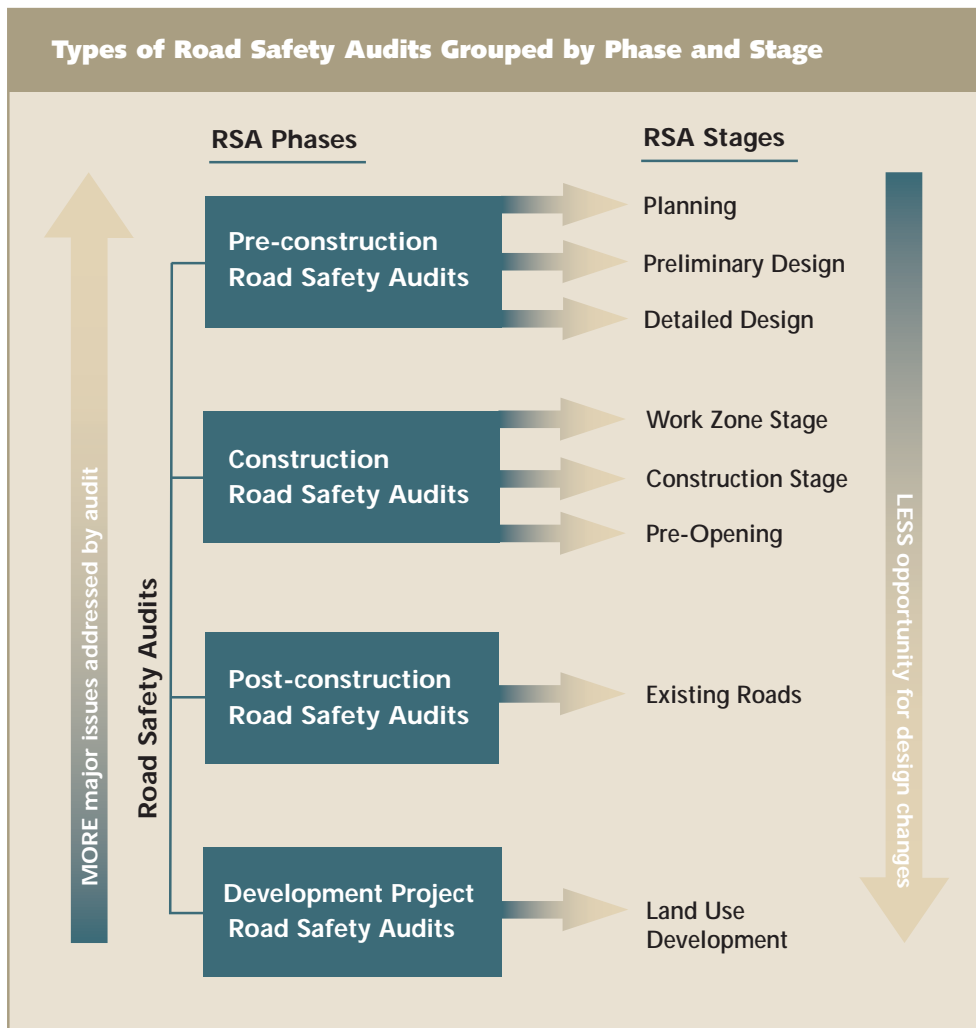 Types of Road Safety Audits Grouped by Phase and Stage
RSA Phases
RSA Stages
MORE major issues addressed by audit
Road Safety Audits
Pre-construction
Road Safety Audits
Planning
Preliminary Design
Detailed Design
Construction
Road Safety Audits
Work Zone Stage
Construction Stage
Pre-Opening
Post-construction
Road Safety Audits
Existing Roads
Development Project
Road Safety Audits
Land Use
Development
LESS opportunity for design changes